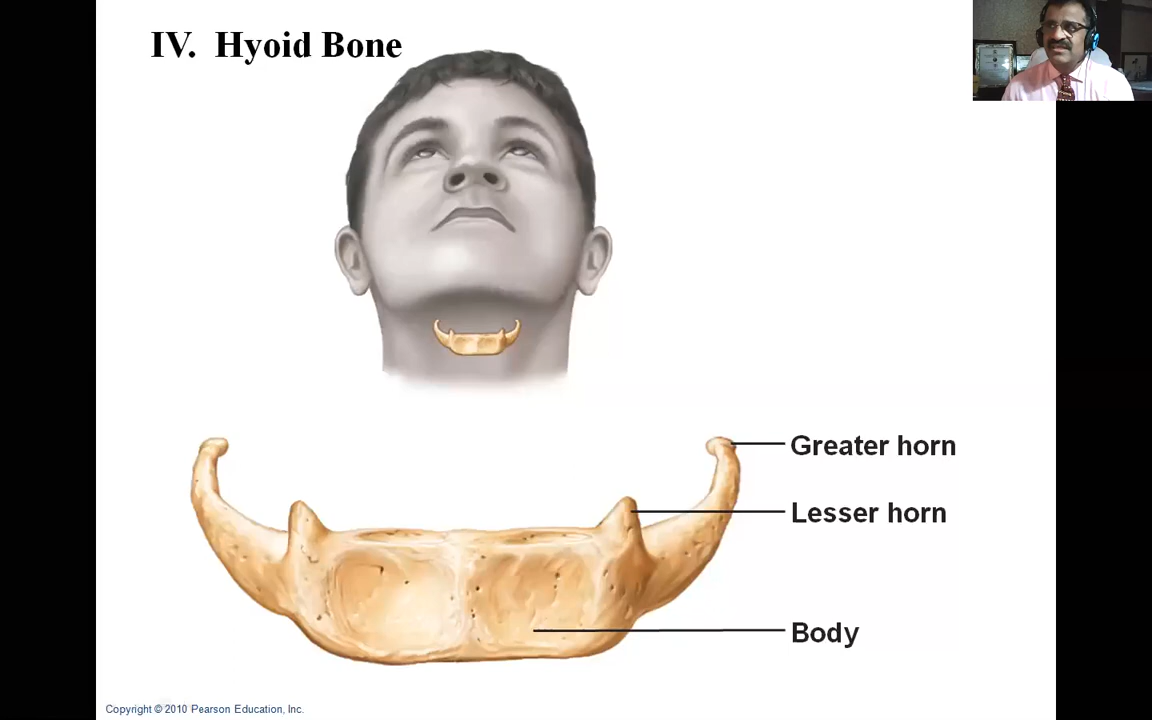 IV. Hyoid Bone
Greater horn
Lesser horn
Body
Copyright © 2010 Pearson Education, Inc.